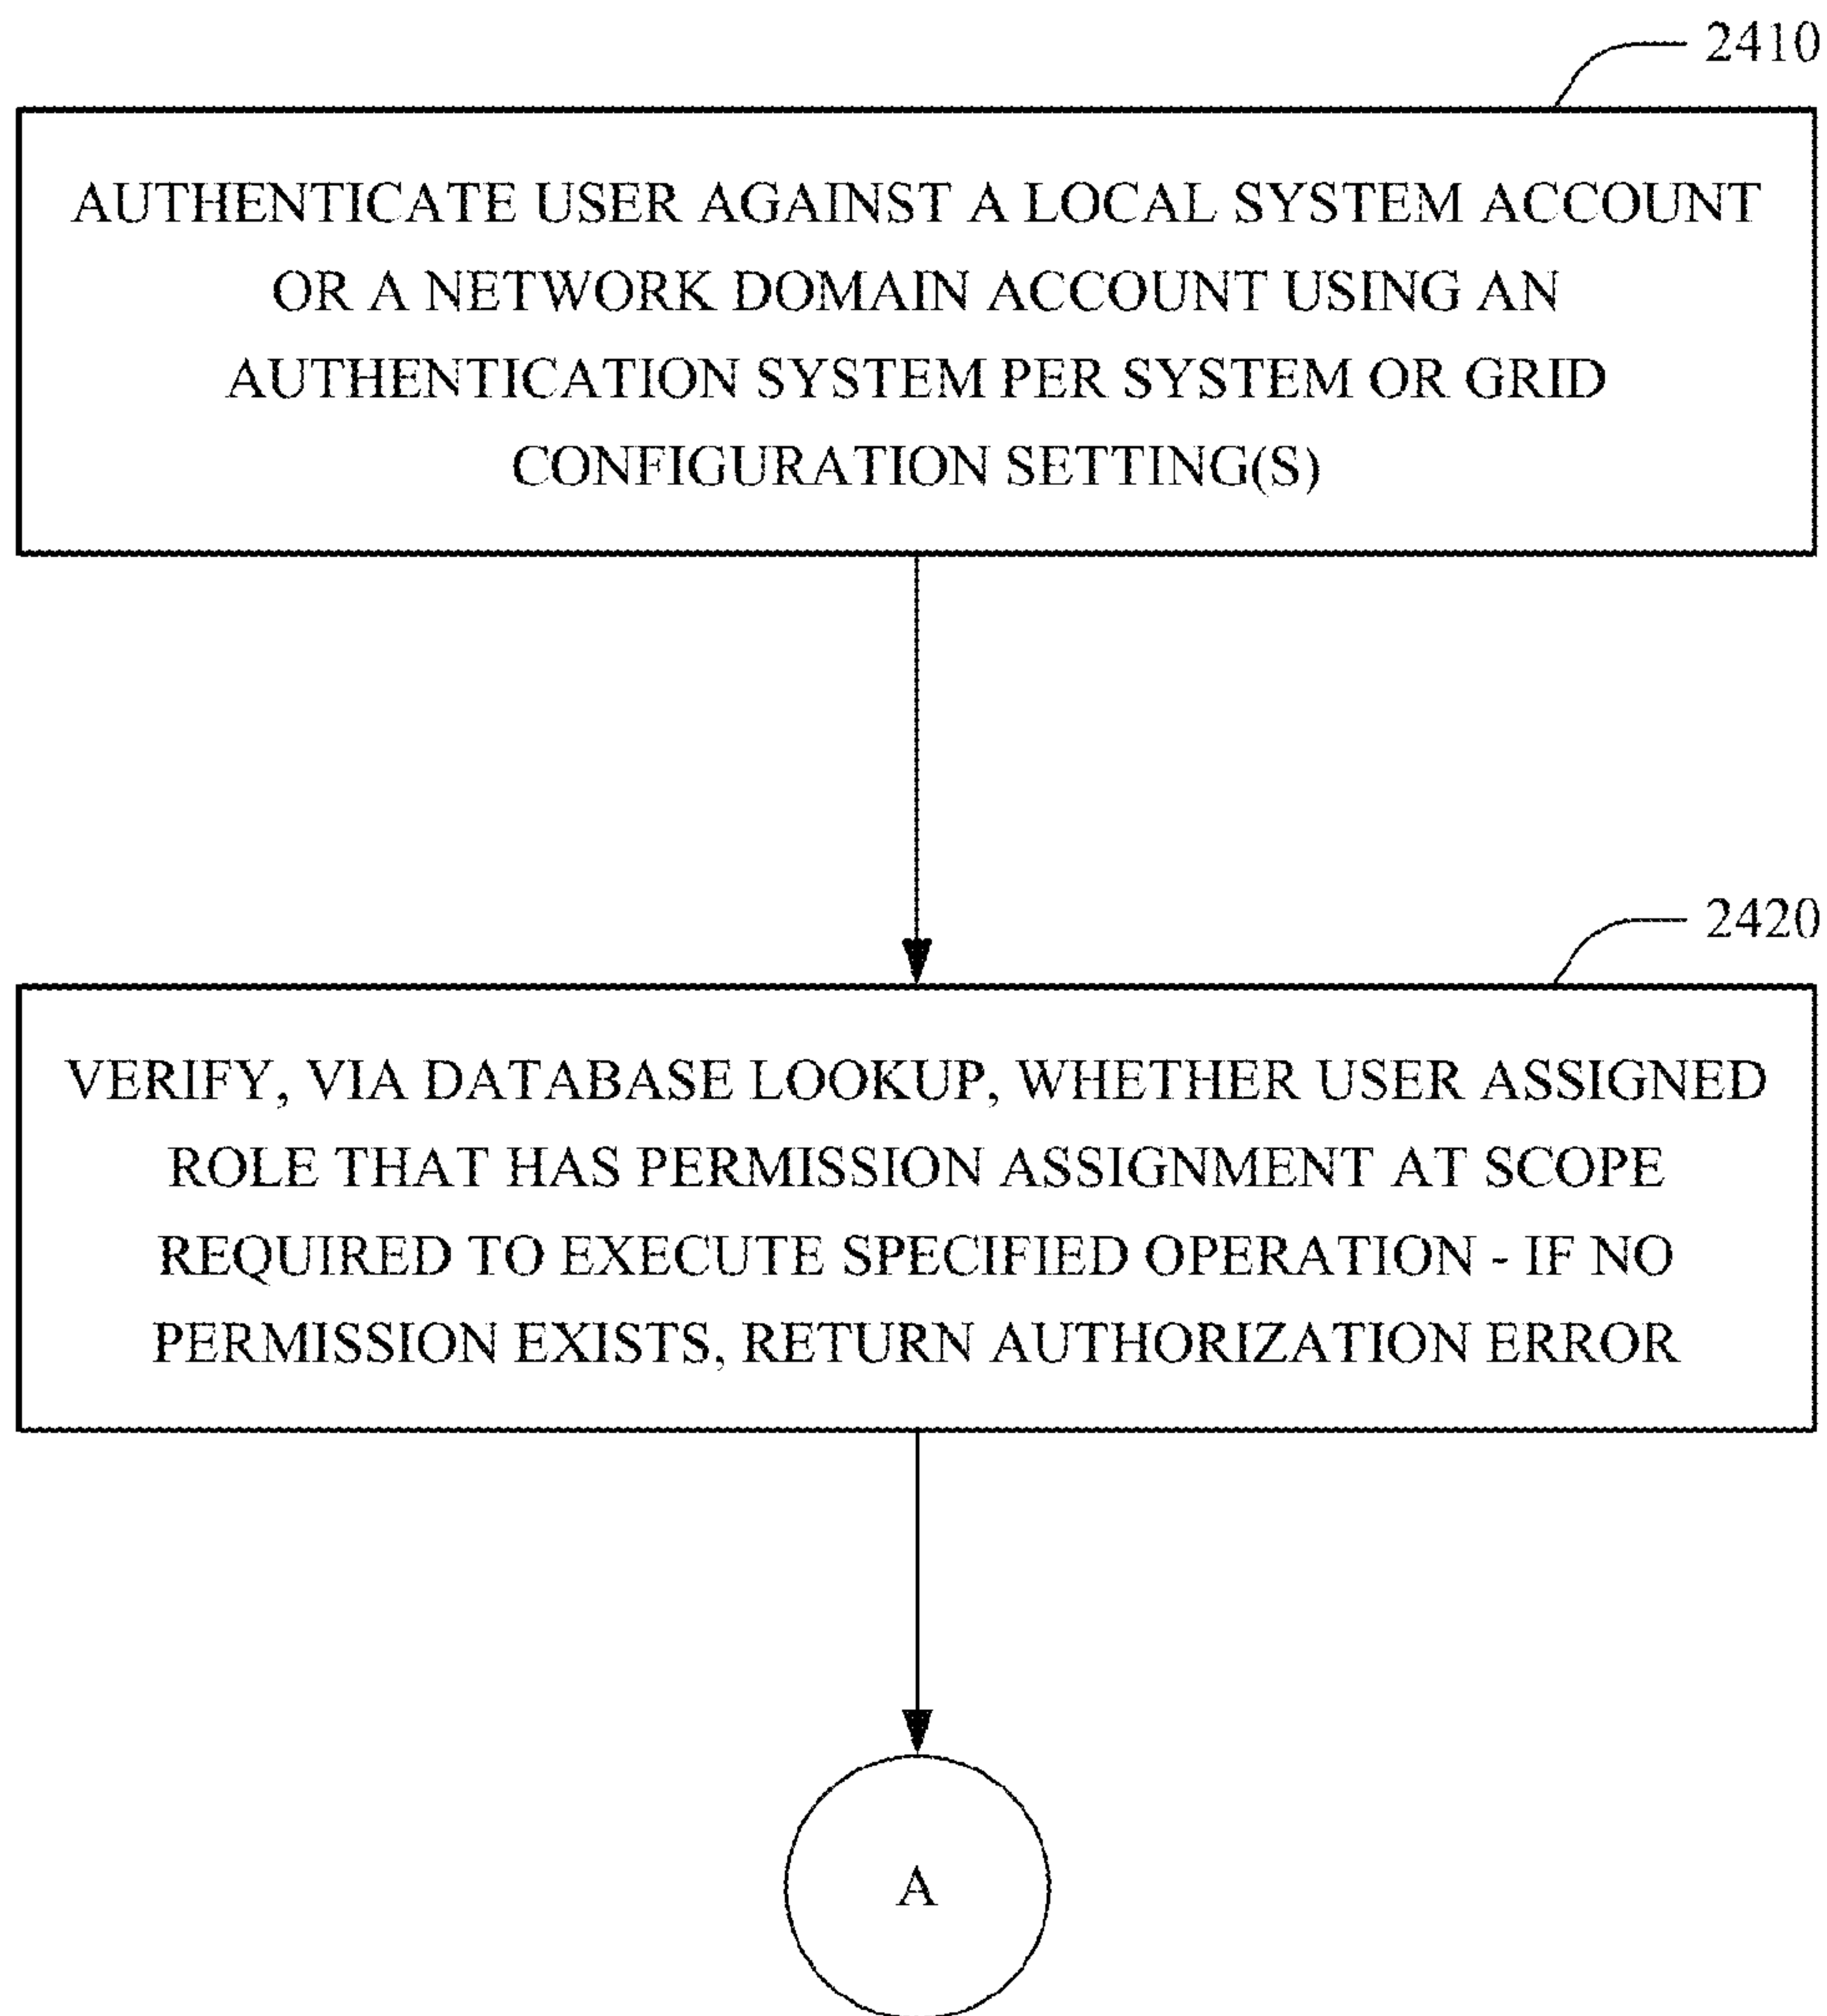 2410
AUTHENTICATE USER AGAINST A LOCAL SYSTEM ACCOUNT
OR A NETWORK DOMAIN ACCOUNT USING AN
AUTHENTICATION SYSTEM PER SYSTEM OR GRID
CONFIGURATION SETTING(S)
2420
VERIFY, VIA DATABASE LOOKUP, WHETHER USER ASSIGNED
ROLE THAT HAS PERMISSION ASSIGNMENT AT SCOPE
REQUIRED TO EXECUTE SPECIFIED OPERATION - IF NO
PERMISSION EXISTS, RETURN AUTHORIZATION ERROR
A